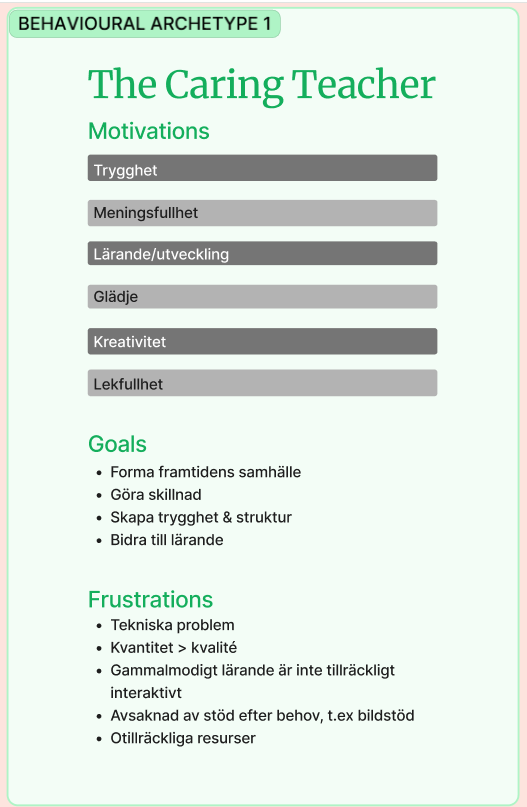 BEHAVIOURAL ARCHETYPE 1
The Caring Teacher
Motivations
Trygghet
Meningsfullhet
Lärande/utveckling
Glädje
Kreativitet
Lekfullhet
Goals
• Forma framtidens samhälle
• Göra skillnad
• Skapa trygghet & struktur
• Bidra till lärande
Frustrations
• Tekniska problem
• Kvantitet > kvalité
• Gammalmodigt lärande är inte tillräckligt
interaktivt
• Avsaknad av stöd efter behov, t.ex bildstöd
• Otillräckliga resurser